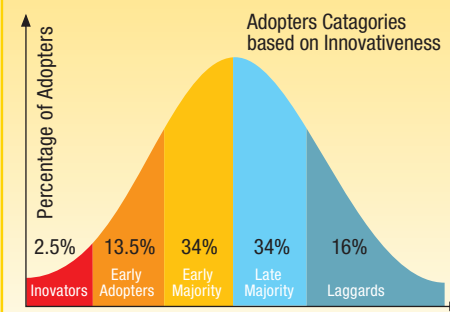 Adopters Catagories
based on Innovativeness
Percentage of Adopters
2.5%
13.5%
34%
34%
16%
Inovators
Early
Adopters
Early
Majority
Late
Majority
Laggards